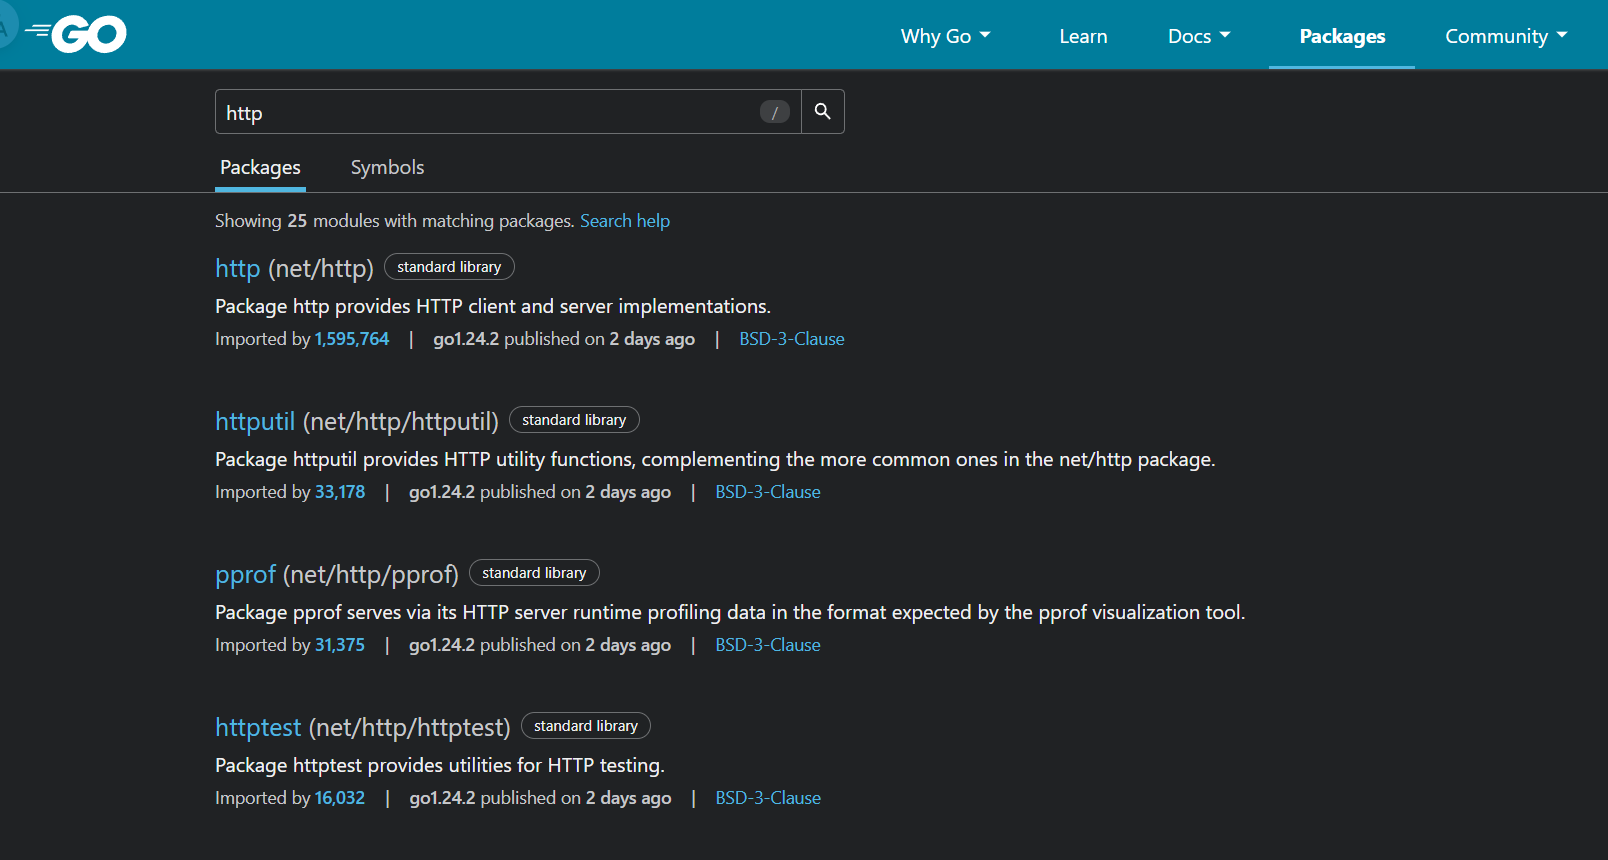 GO
Why Go
Learn
Docs
Packages
Community
http
/
Packages
Symbols
Showing 25 modules with matching packages. Search help
http (net/http) standard library
Package http provides HTTP client and server implementations.
Imported by 1,595,764 | go1.24.2 published on 2 days ago | BSD-3-Clause
httputil (net/http/httputil) standard library
Package httputil provides HTTP utility functions, complementing the more common ones in the net/http package.
Imported by 33,178 | go1.24.2 published on 2 days ago | BSD-3-Clause
pprof (net/http/pprof) standard library
Package pprof serves via its HTTP server runtime profiling data in the format expected by the pprof visualization tool.
Imported by 31,375 | go1.24.2 published on 2 days ago | BSD-3-Clause
httptest (net/http/httptest) standard library
Package httptest provides utilities for HTTP testing.
Imported by 16,032 | go1.24.2 published on 2 days ago | BSD-3-Clause